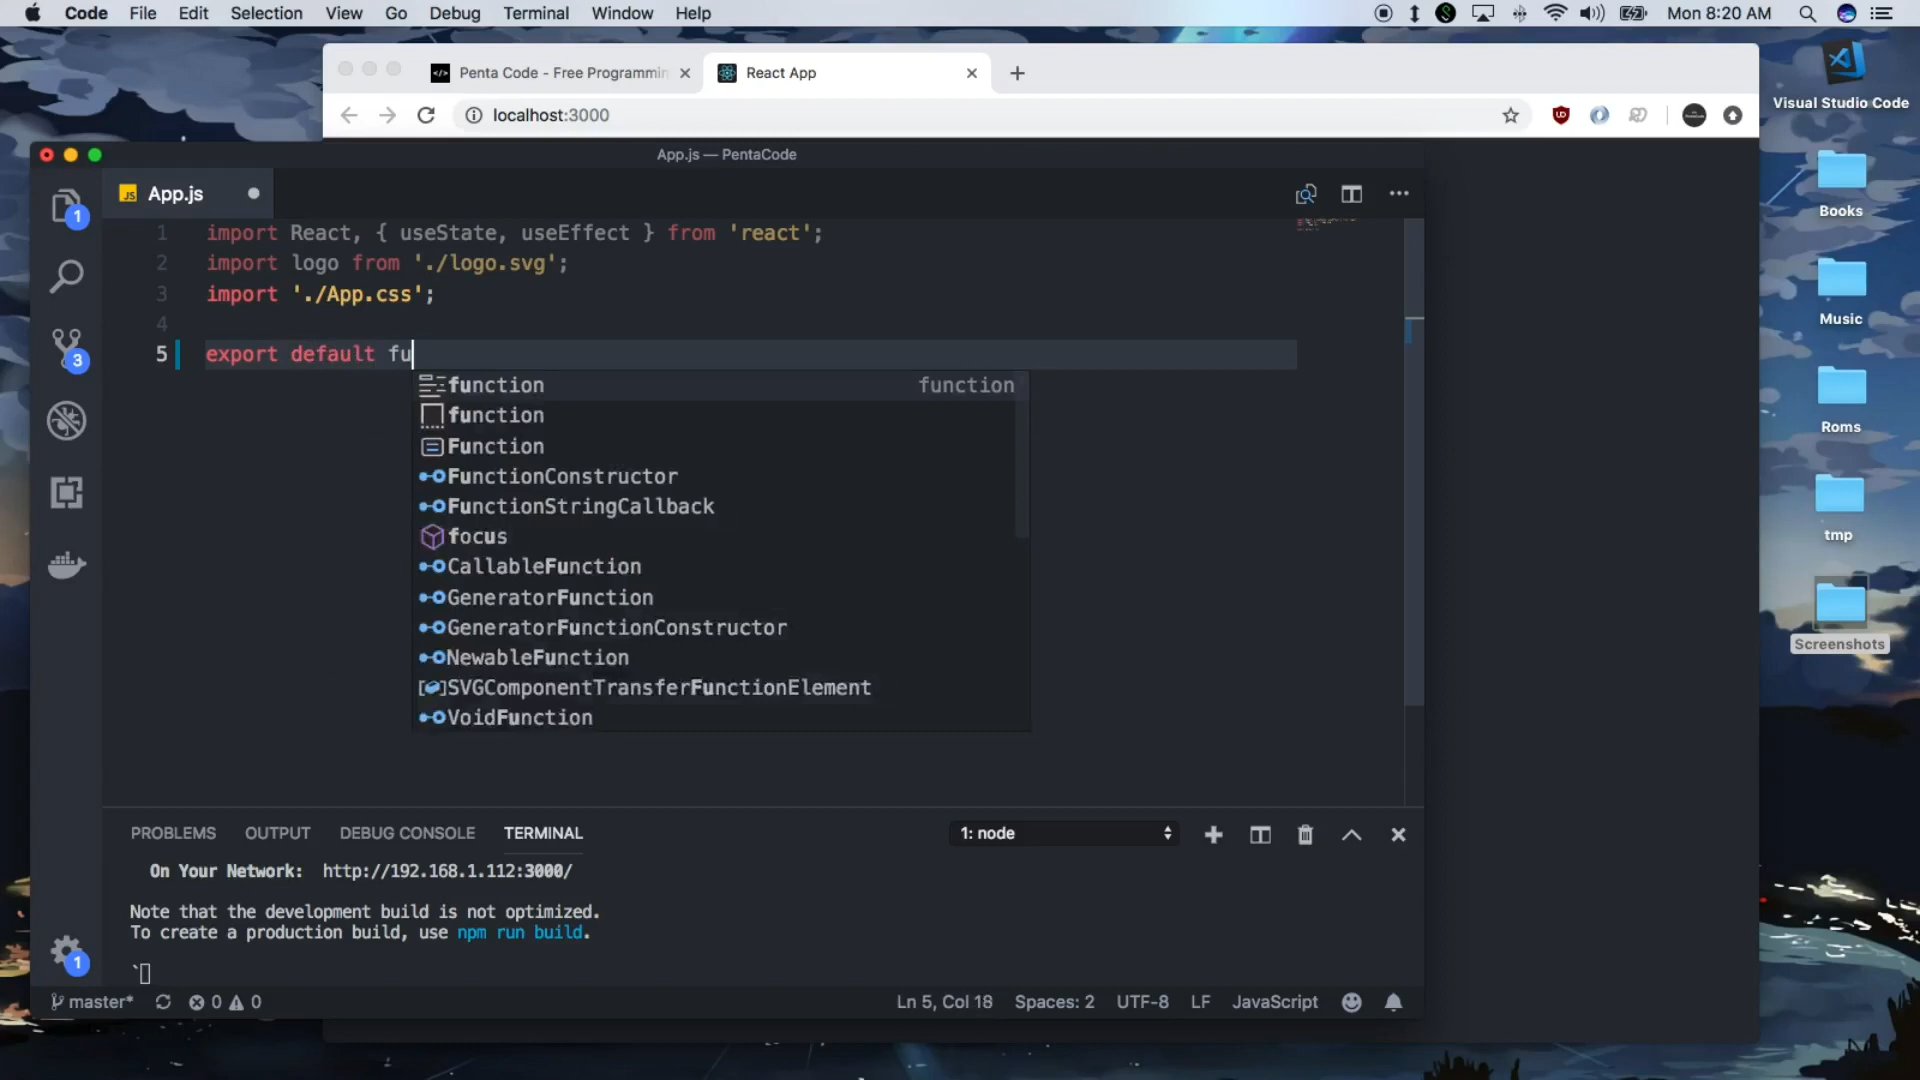 Code File Edit Selection View Go Debug Terminal Window Help Mon 8:20 AM
Penta Code - Free Programmin React App
localhost:3000
Visual Studio Code
Books
Music
Roms
tmp
Screenshots
App.js — PentaCode
App.js
1 import React, { useState, useEffect } from 'react';
2 import logo from './logo.svg';
3 import './App.css';
4
5 export default fu
function function
function
Function
FunctionConstructor
FunctionStringCallback
focus
CallableFunction
GeneratorFunction
GeneratorFunctionConstructor
NewableFunction
SVGComponentTransferFunctionElement
VoidFunction
1
3
1
PROBLEMS OUTPUT DEBUG CONSOLE TERMINAL 1: node
On Your Network: http://192.168.1.112:3000/
Note that the development build is not optimized.
To create a production build, use npm run build.
`
master* 0 0 Ln 5, Col 18 Spaces: 2 UTF-8 LF JavaScript